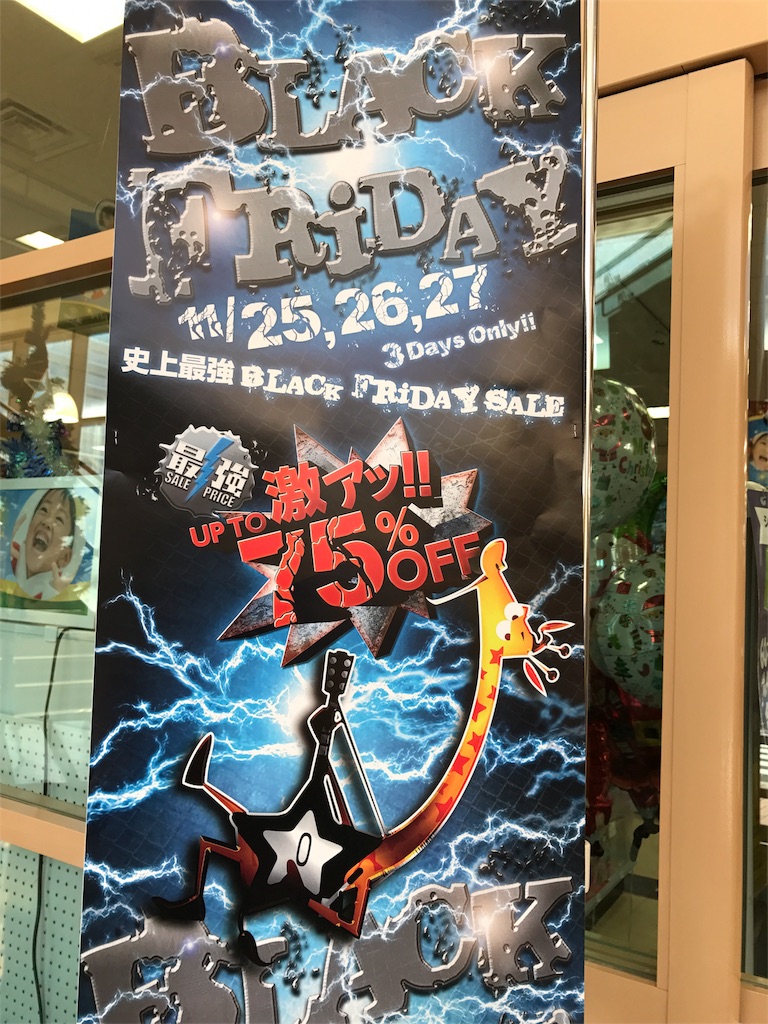 BLACK
FRiDAY
11/25,26,27
3 Days Only!!
史上最強 BLACK FRiDAY SALE
最強
SALE PRICE
激アツ!!
UP TO
75%
OFF
BLACK